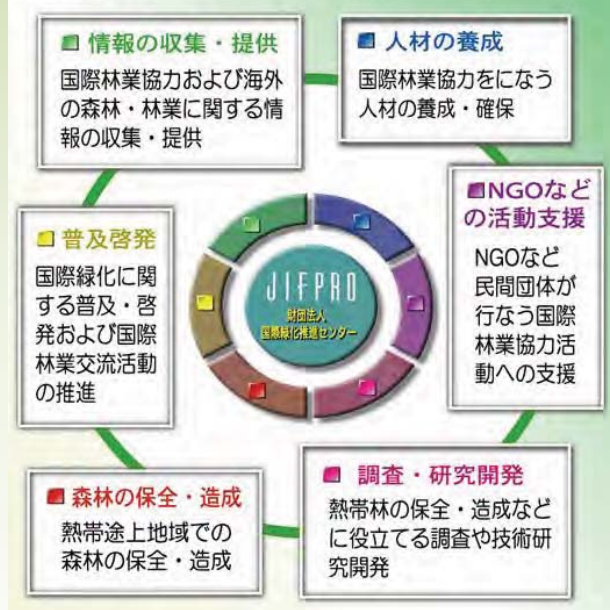 情報の収集・提供
国際林業協力および海外
の森林・林業に関する情
報の収集・提供
人材の養成
国際林業協力をになう
人材の養成・確保
NGOなど
の活動支援
NGOなど
民間団体が
行なう国際
林業協力活
動への支援
普及啓発
国際緑化に関
する普及・啓
発および国際
林業交流活動
の推進
JIFPRO
財団法人
国際緑化推進センター
森林の保全・造成
熱帯途上地域での
森林の保全・造成
調査・研究開発
熱帯林の保全・造成など
に役立てる調査や技術研
究開発